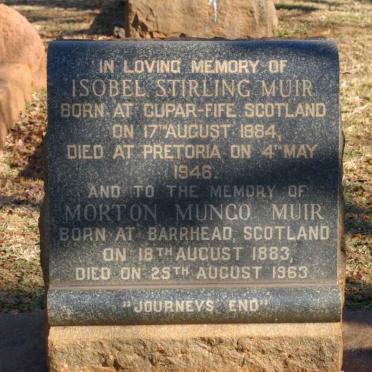 IN LOVING MEMORY OF
ISOBEL STIRLING MUIR
BORN AT CUPAR-FIFE SCOTLAND
ON 17TH AUGUST 1884,
DIED AT PRETORIA ON 4TH MAY
1946.
AND TO THE MEMORY OF
MORTON MUNGO MUIR
BORN AT BARRHEAD, SCOTLAND
ON 18TH AUGUST 1883,
DIED ON 25TH AUGUST 1963
"JOURNEYS END"